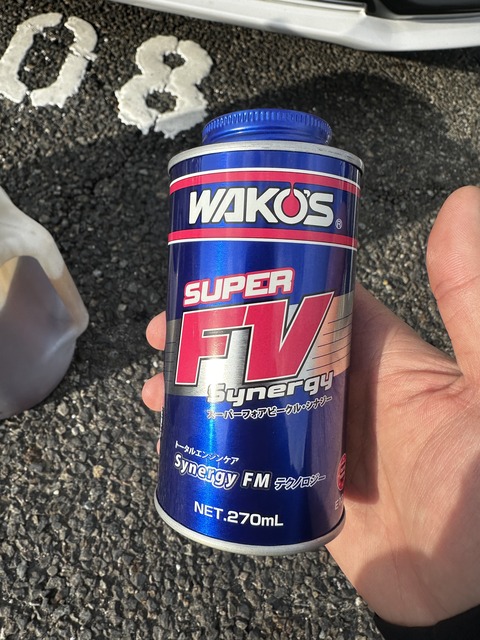 08
WAKO'S®
SUPER
FV
Synergy
スーパーフォアビークル・シナジー
トータルエンジンケア
Synergy FM テクノロジー
NET.270mL